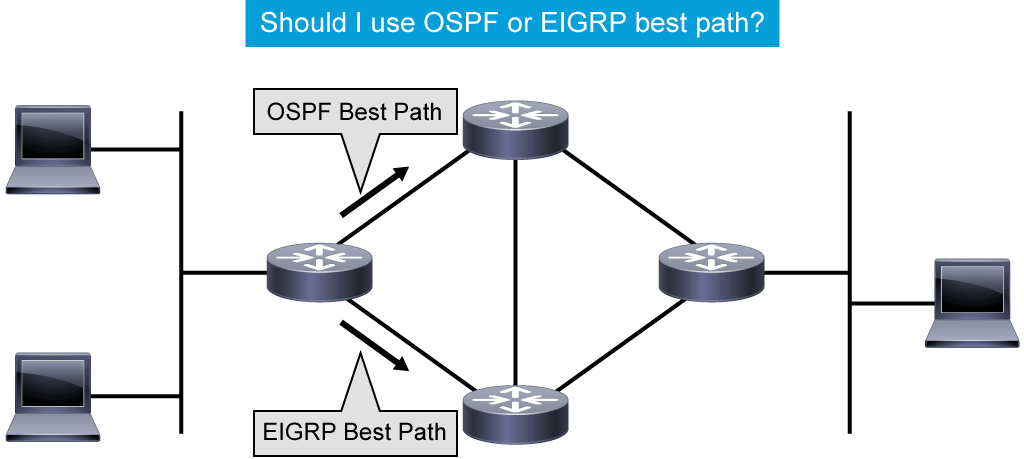 Should I use OSPF or EIGRP best path?
OSPF Best Path
EIGRP Best Path